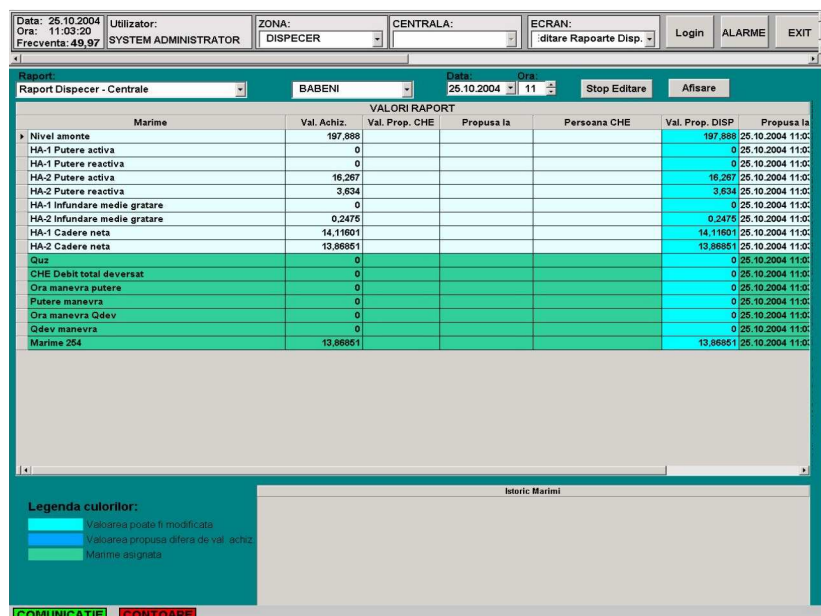 Data: 25.10.2004 Utilizator: ZONA: CENTRALA: ECRAN:
Ora: 11:03:20 SYSTEM ADMINISTRATOR DISPECER :ditare Rapoarte Disp. Login ALARME EXIT
Frecventa: 49,97
Raport: Data: Ora:
Raport Dispecer - Centrale BABENI 25.10.2004 11 Stop Editare Afisare
VALORI RAPORT
Marime Val. Achiz. Val. Prop. CHE Propusa la Persoana CHE Val. Prop. DISP Propusa la
Nivel amonte 197,888 197,888 25.10.2004 11:03
HA-1 Putere activa 0 0 25.10.2004 11:03
HA-1 Putere reactiva 0 0 25.10.2004 11:03
HA-2 Putere activa 16,267 16,267 25.10.2004 11:03
HA-2 Putere reactiva 3,634 3,634 25.10.2004 11:03
HA-1 Infundare medie gratare 0 0 25.10.2004 11:03
HA-2 Infundare medie gratare 0,2475 0,2475 25.10.2004 11:03
HA-1 Cadere neta 14,11601 14,11601 25.10.2004 11:03
HA-2 Cadere neta 13,86851 13,86851 25.10.2004 11:03
Quz 0 0 25.10.2004 11:03
CHE Debit total deversat 0 0 25.10.2004 11:03
Ora manevra putere 0 0 25.10.2004 11:03
Putere manevra 0 0 25.10.2004 11:03
Ora manevra Qdev 0 0 25.10.2004 11:03
Qdev manevra 0 0 25.10.2004 11:03
Marime 254 13,86851 13,86851 25.10.2004 11:03
Istoric Marimi
Legenda culorilor:
Valoarea poate fi modificata
Valoarea propusa difera de val. achiz.
Marime asignata
COMUNICATIE CONTOARE